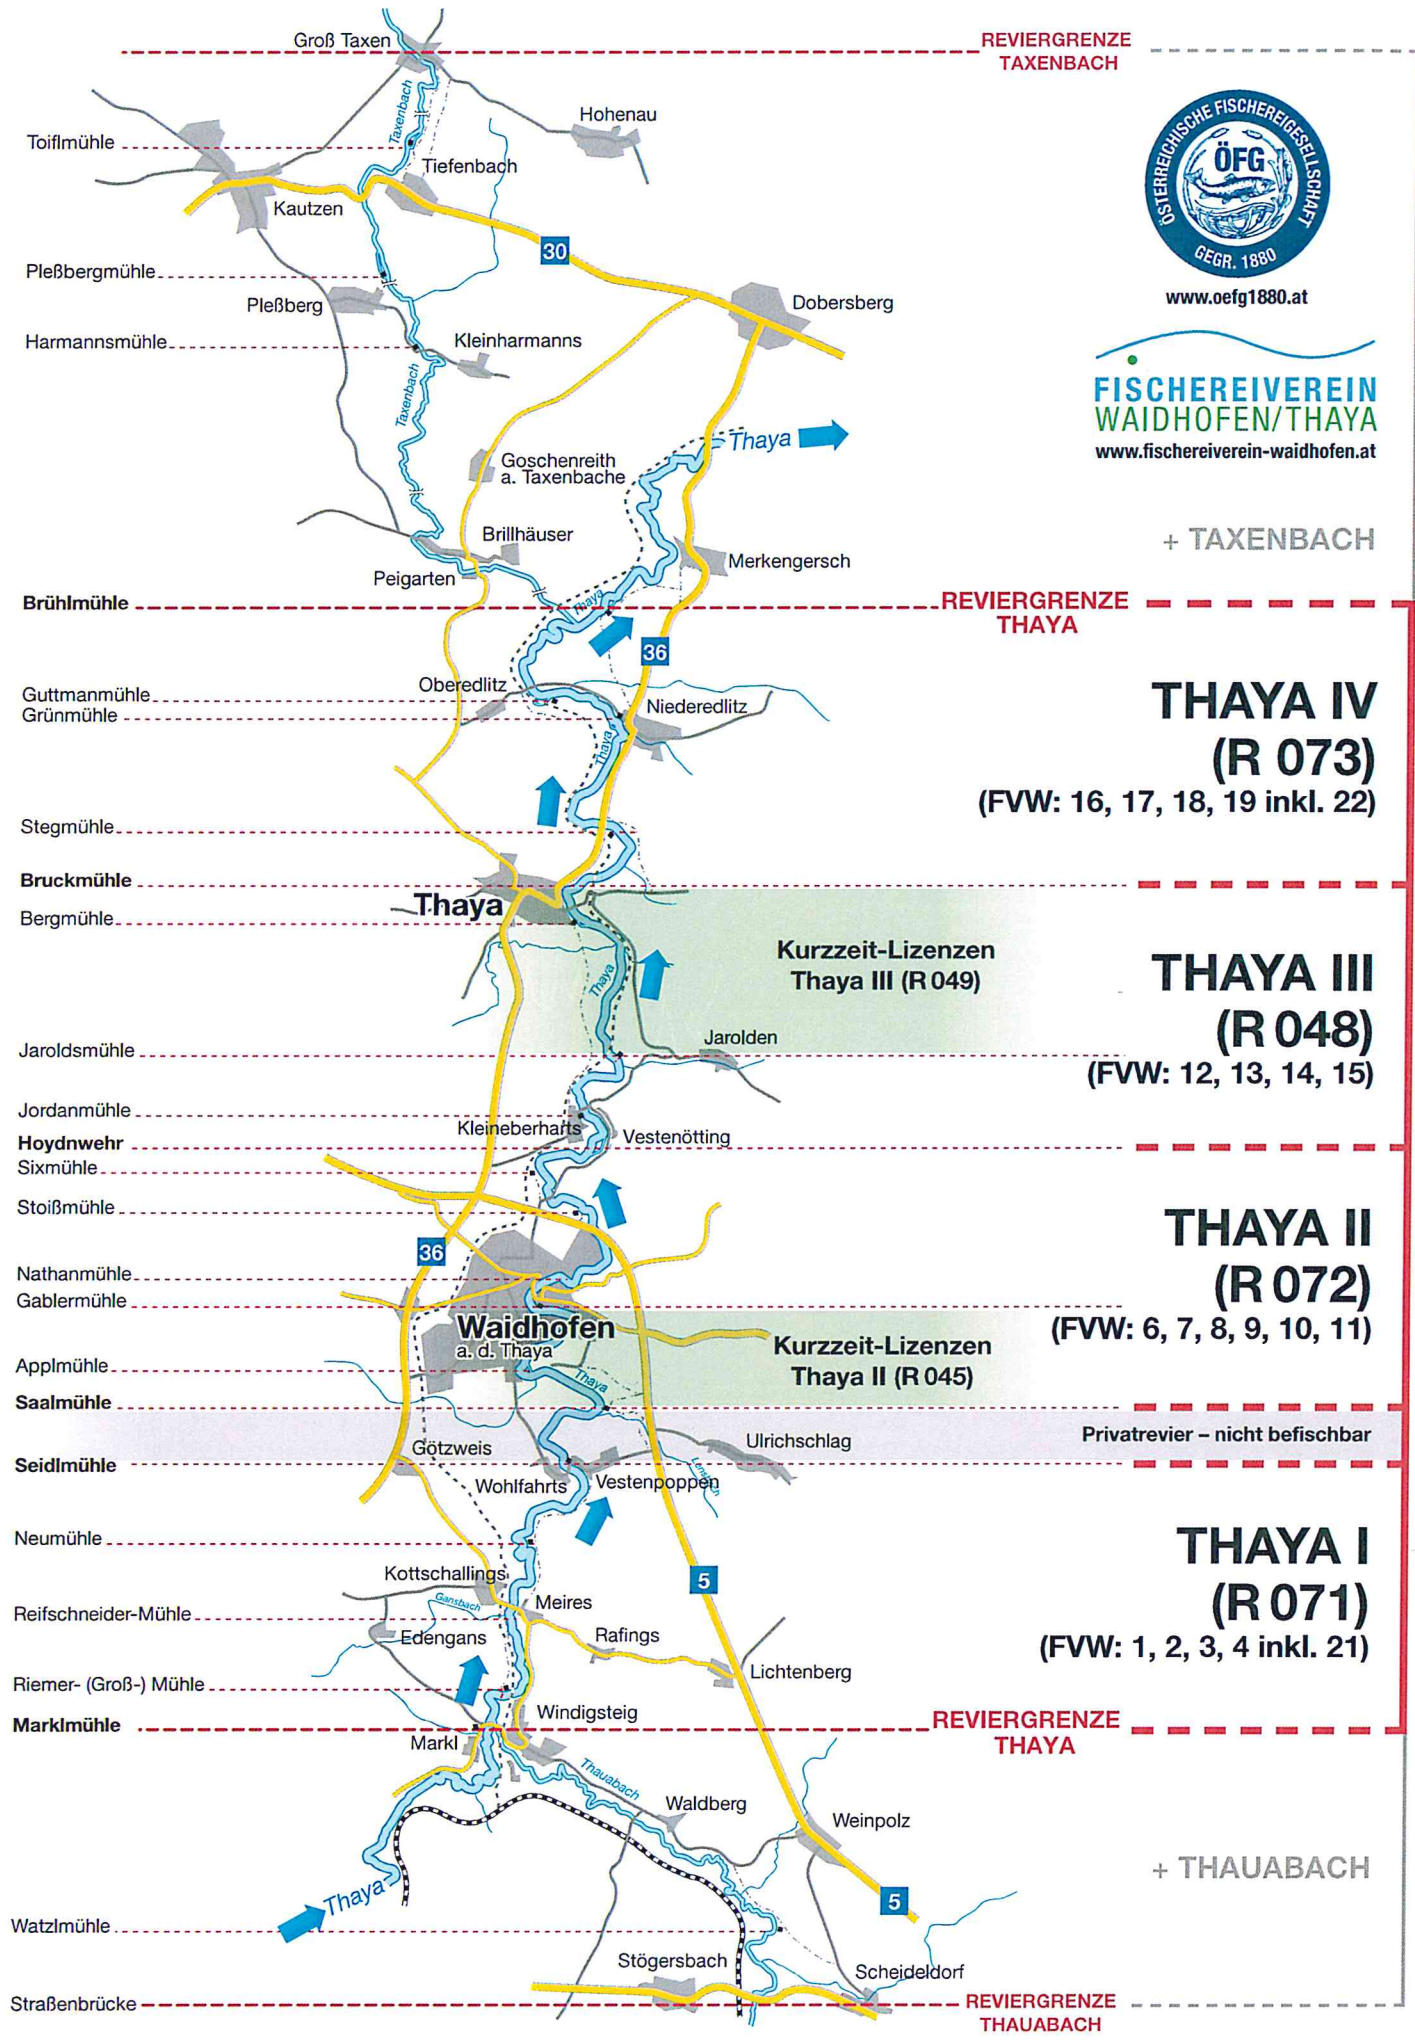 Groß Taxen
REVIERGRENZE
TAXENBACH
ÖSTERREICHISCHE FISCHEREIGESELLSCHAFT
ÖFG
GEGR. 1880
www.oefg1880.at
Taxenbach
Hohenau
Toiflmühle
Tiefenbach
Kautzen
30
Pleßbergmühle
Pleßberg
Dobersberg
Harmannsmühle
Kleinharmanns
Taxenbach
FISCHEREIVEREIN
WAIDHOFEN/THAYA
www.fischereiverein-waidhofen.at
Thaya
Goschenreith
a. Taxenbache
Brillhäuser
+ TAXENBACH
Merkengersch
Peigarten
Brühlmühle
Thaya
REVIERGRENZE
THAYA
36
Oberedlitz
Guttmanmühle
Grünmühle
Niederedlitz
Thaya
THAYA IV
(R 073)
(FVW: 16, 17, 18, 19 inkl. 22)
Stegmühle
Bruckmühle
Thaya
Bergmühle
Kurzzeit-Lizenzen
Thaya III (R 049)
Thaya
THAYA III
(R 048)
(FVW: 12, 13, 14, 15)
Jarolden
Jaroldsmühle
Jordanmühle
Kleineberharts
Vestenötting
Hoydnwehr
Sixmühle
Stoißmühle
36
THAYA II
(R 072)
(FVW: 6, 7, 8, 9, 10, 11)
Nathanmühle
Gablermühle
Waidhofen
a. d. Thaya
Kurzzeit-Lizenzen
Thaya II (R 045)
Applmühle
Thaya
Saalmühle
Privatrevier – nicht befischbar
Götzweis
Ulrichschlag
Seidlmühle
Wohlfahrts
Vestenpoppen
Neumühle
5
THAYA I
(R 071)
(FVW: 1, 2, 3, 4 inkl. 21)
Kottschallings
Gansbach
Meires
Reifschneider-Mühle
Edengans
Rafings
Lichtenberg
Riemer- (Groß-) Mühle
Windigsteig
Marklmühle
REVIERGRENZE
THAYA
Markl
Thauabach
Waldberg
Weinpolz
+ THAUABACH
Thaya
5
Watzlmühle
Stögersbach
Scheideldorf
Straßenbrücke
REVIERGRENZE
THAUABACH